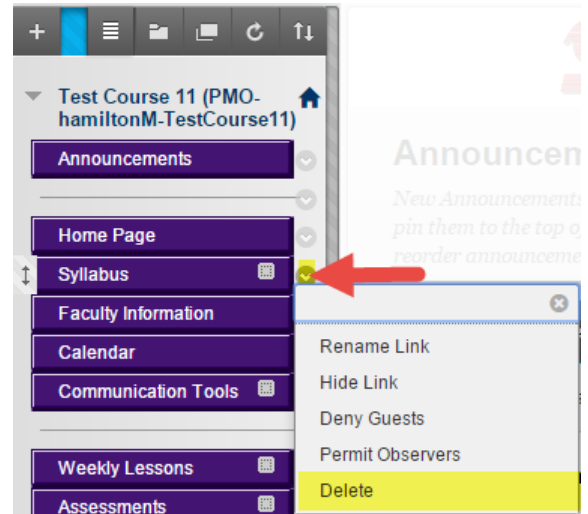 Test Course 11 (PMO-
hamiltonM-TestCourse11)
Announcements
Home Page
Syllabus
Faculty Information
Calendar
Communication Tools
Weekly Lessons
Assessments
Rename Link
Hide Link
Deny Guests
Permit Observers
Delete
Announcem
New Announcements
pin them to the top o
reorder announceme